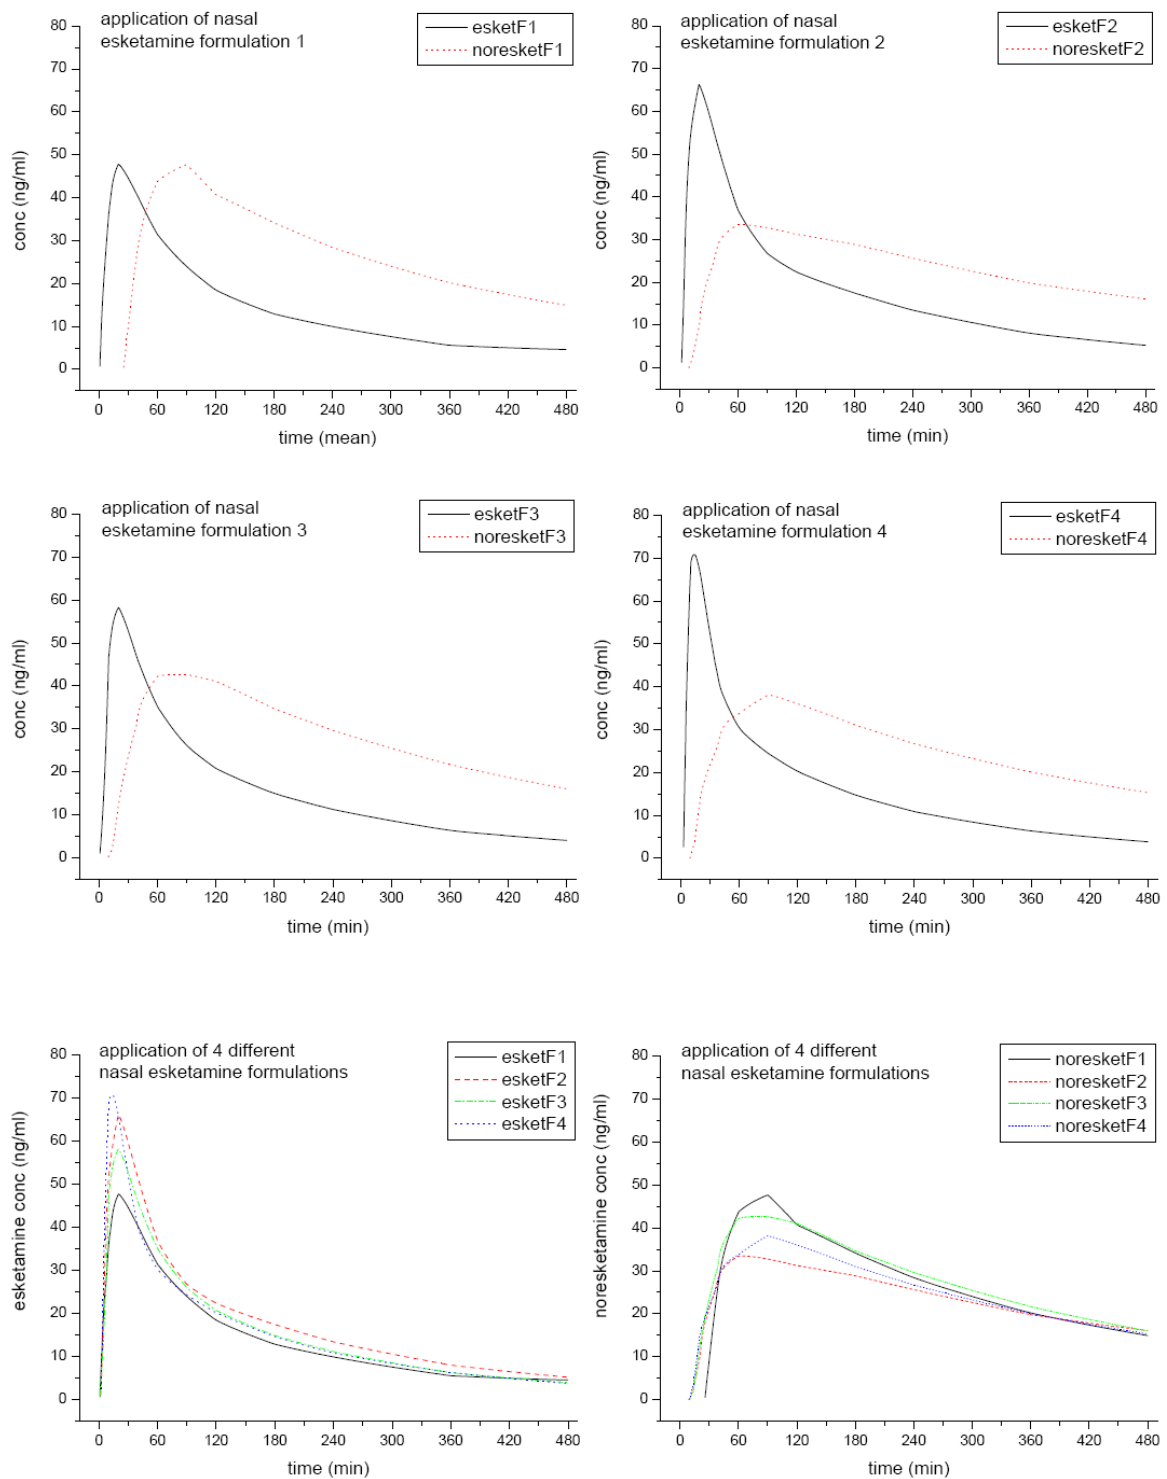 application of nasal
esketamine formulation 1
esketF1
noresketF1
conc (ng/ml)
80
70
60
50
40
30
20
10
0
0 60 120 180 240 300 360 420 480
time (mean)
application of nasal
esketamine formulation 2
esketF2
noresketF2
conc (ng/ml)
80
70
60
50
40
30
20
10
0
0 60 120 180 240 300 360 420 480
time (min)
application of nasal
esketamine formulation 3
esketF3
noresketF3
conc (ng/ml)
80
70
60
50
40
30
20
10
0
0 60 120 180 240 300 360 420 480
time (min)
application of nasal
esketamine formulation 4
esketF4
noresketF4
conc (ng/ml)
80
70
60
50
40
30
20
10
0
0 60 120 180 240 300 360 420 480
time (min)
application of 4 different
nasal esketamine formulations
esketF1
esketF2
esketF3
esketF4
esketamine conc (ng/ml)
80
70
60
50
40
30
20
10
0
0 60 120 180 240 300 360 420 480
time (min)
application of 4 different
nasal esketamine formulations
noresketF1
noresketF2
noresketF3
noresketF4
noresketamine conc (ng/ml)
80
70
60
50
40
30
20
10
0
0 60 120 180 240 300 360 420 480
time (min)